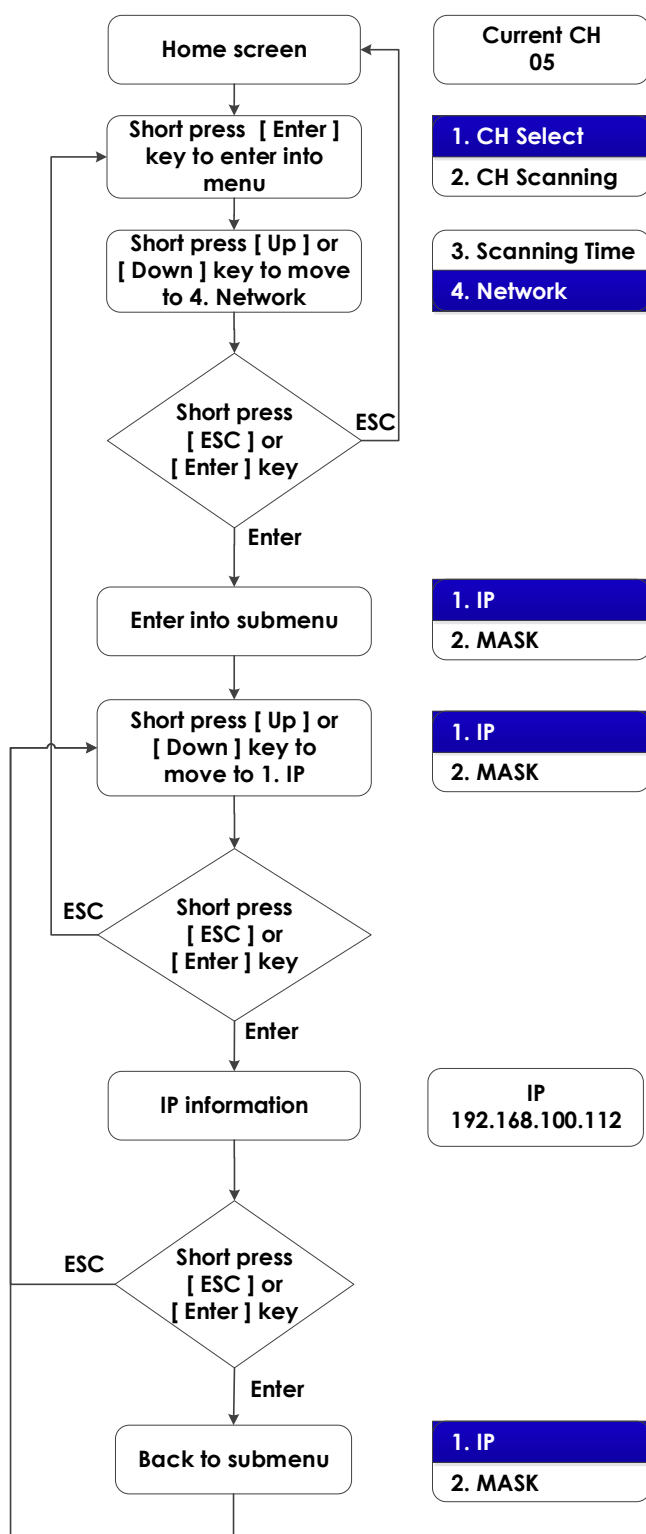 Home screen
Current CH
05
Short press [ Enter ]
key to enter into
menu
1. CH Select
2. CH Scanning
Short press [ Up ] or
[ Down ] key to move
to 4. Network
3. Scanning Time
4. Network
Short press
[ ESC ] or
[ Enter ] key
ESC
Enter
Enter into submenu
1. IP
2. MASK
Short press [ Up ] or
[ Down ] key to
move to 1. IP
1. IP
2. MASK
ESC
Short press
[ ESC ] or
[ Enter ] key
Enter
IP information
IP
192.168.100.112
ESC
Short press
[ ESC ] or
[ Enter ] key
Enter
Back to submenu
1. IP
2. MASK